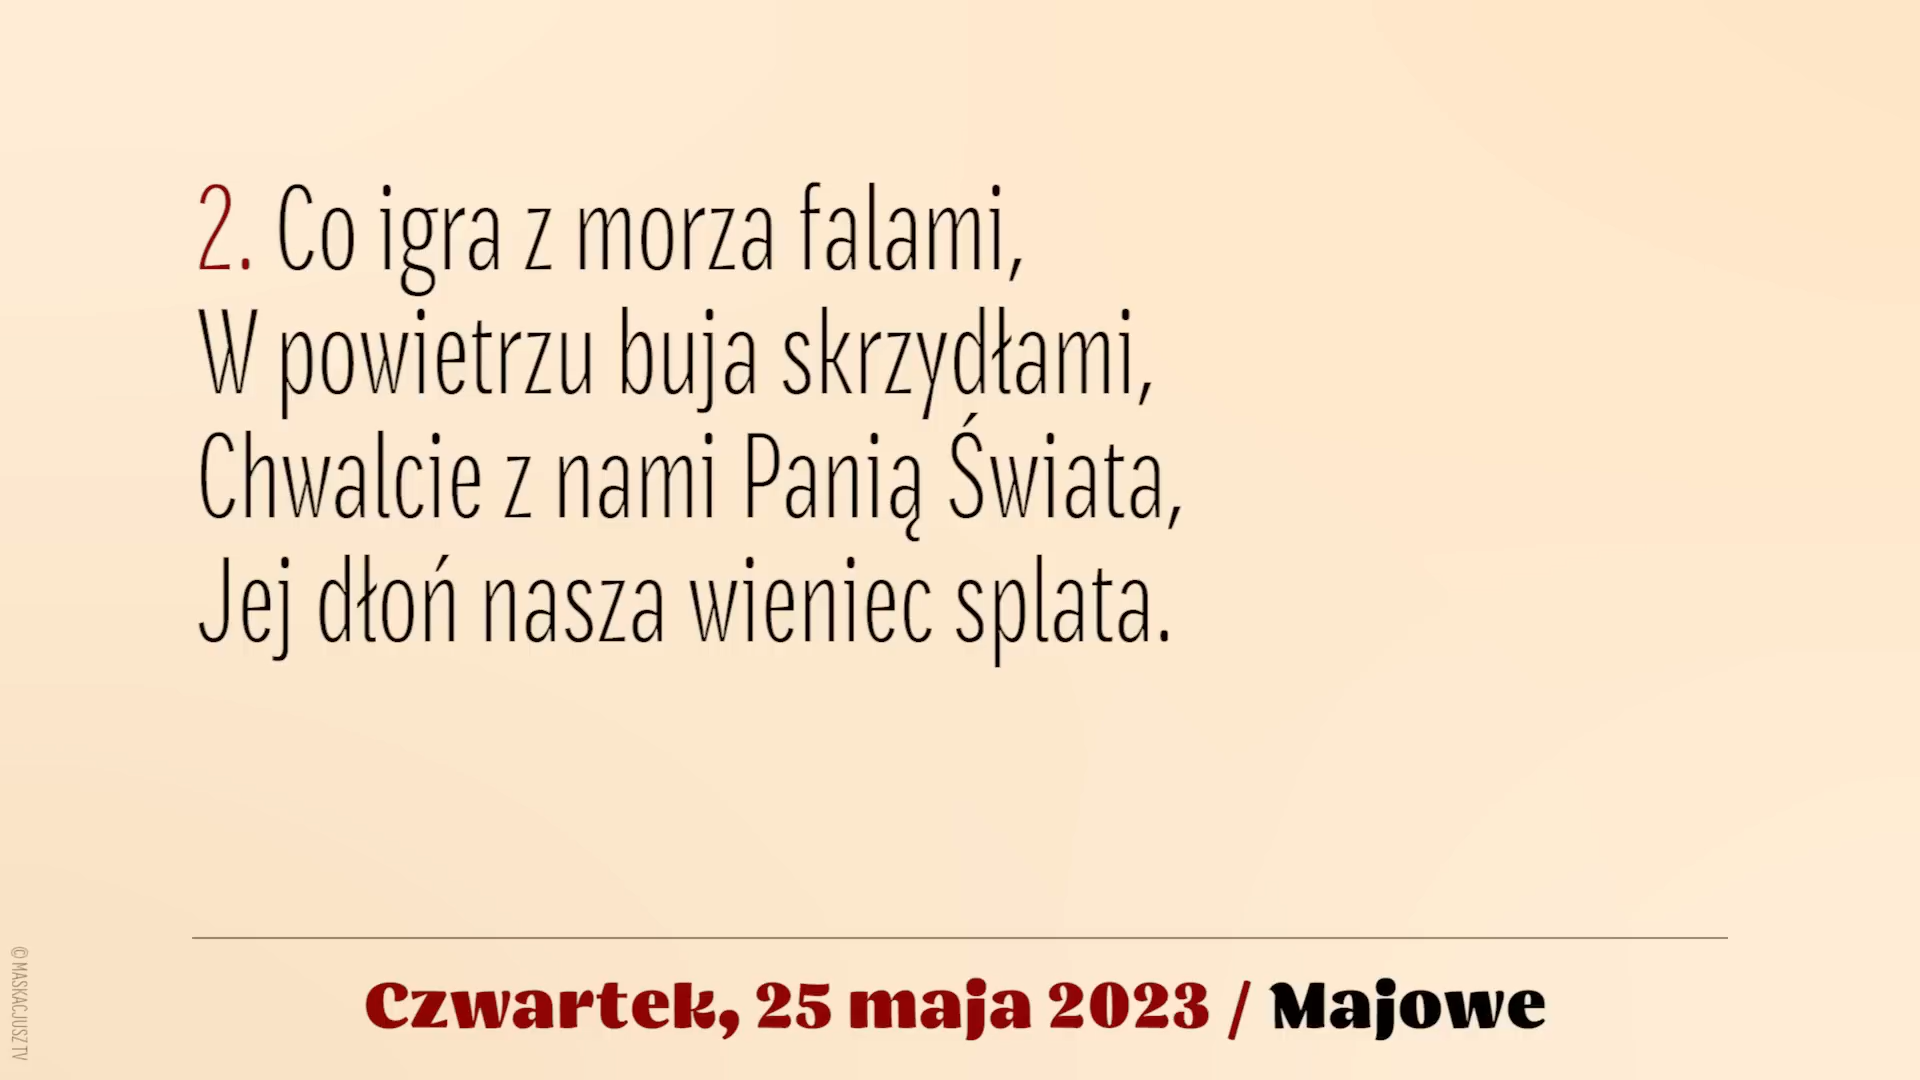 2. Co igra z morza falami,
W powietrzu buja skrzydłami,
Chwalcie z nami Panią Świata,
Jej dłoń nasza wieniec splata.
Czwartek, 25 maja 2023 / Majowe
© MASKACJUSZ TV